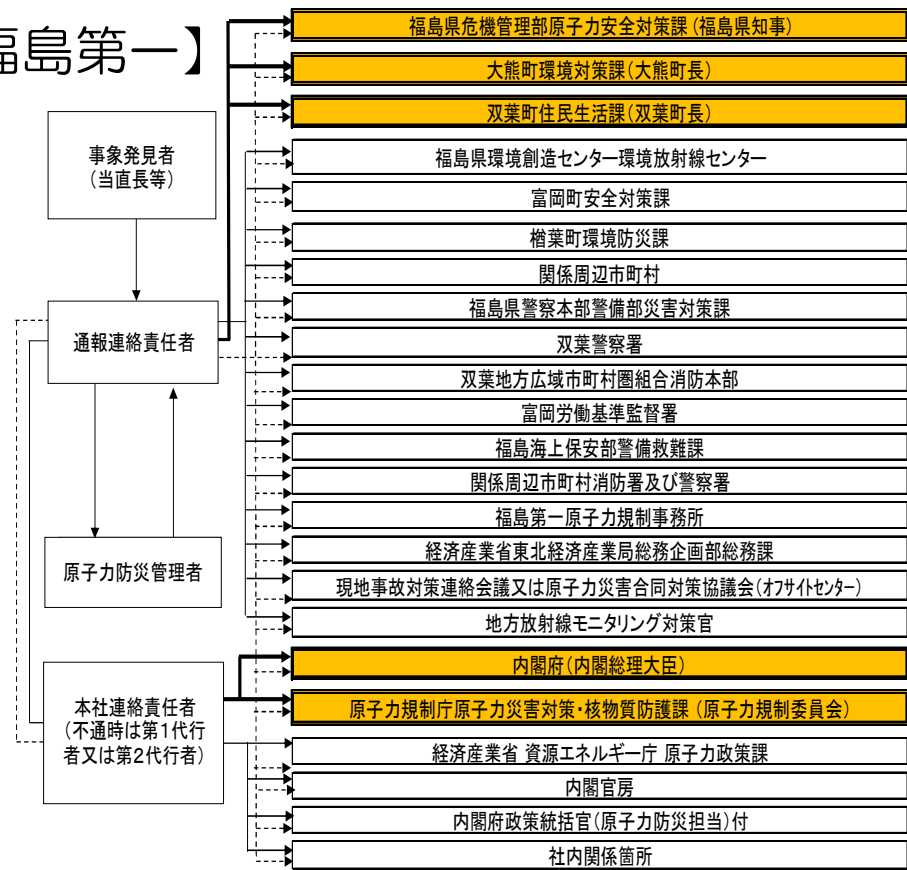 福島第一】
事象発見者
(当直長等)
通報連絡責任者
原子力防災管理者
本社連絡責任者
(不通時は第1代行
者又は第2代行者)
福島県危機管理部原子力安全対策課(福島県知事)
大熊町環境対策課(大熊町長)
双葉町住民生活課(双葉町長)
福島県環境創造センター環境放射線センター
富岡町安全対策課
楢葉町環境防災課
関係周辺市町村
福島県警察本部警備部災害対策課
双葉警察署
双葉地方広域市町村圏組合消防本部
富岡労働基準監督署
福島海上保安部警備救難課
関係周辺市町村消防署及び警察署
福島第一原子力規制事務所
経済産業省東北経済産業局総務企画部総務課
現地事故対策連絡会議又は原子力災害合同対策協議会(オフサイトセンター)
地方放射線モニタリング対策官
内閣府(内閣総理大臣)
原子力規制庁原子力災害対策・核物質防護課 (原子力規制委員会)
経済産業省 資源エネルギー庁 原子力政策課
内閣官房
内閣府政策統括官(原子力防災担当)付
社内関係箇所